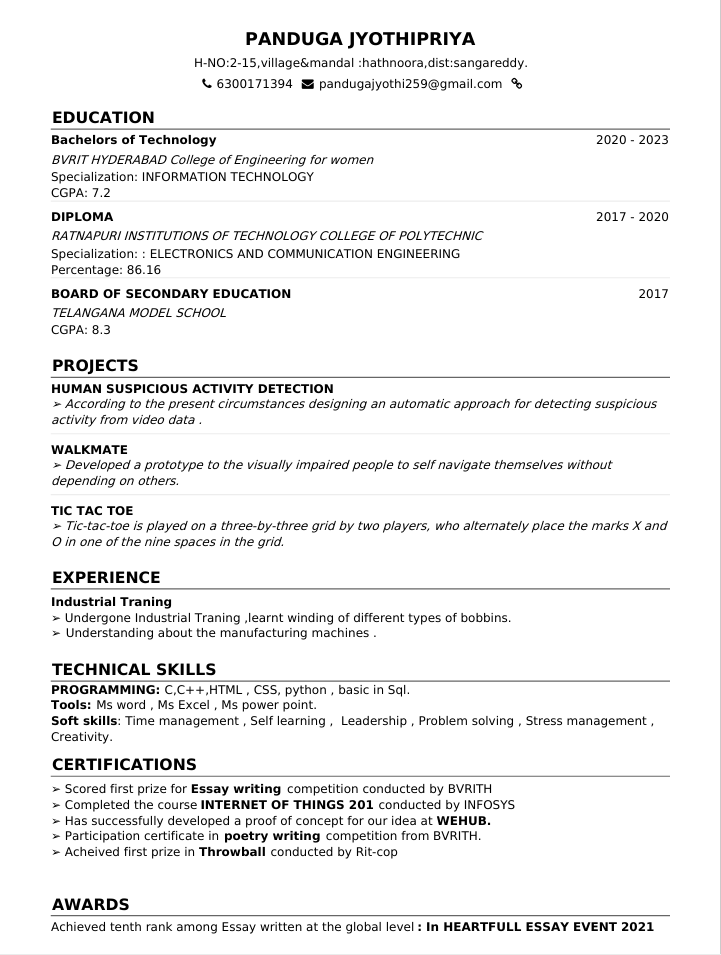 PANDUGA JYOTHIPRIYA
H-NO:2-15,village&mandal :hathnoora,dist:sangareddy.
6300171394 pandugajyothi259@gmail.com
EDUCATION
Bachelors of Technology 2020 - 2023
BVRIT HYDERABAD College of Engineering for women
Specialization: INFORMATION TECHNOLOGY
CGPA: 7.2
DIPLOMA 2017 - 2020
RATNAPURI INSTITUTIONS OF TECHNOLOGY COLLEGE OF POLYTECHNIC
Specialization: : ELECTRONICS AND COMMUNICATION ENGINEERING
Percentage: 86.16
BOARD OF SECONDARY EDUCATION 2017
TELANGANA MODEL SCHOOL
CGPA: 8.3
PROJECTS
HUMAN SUSPICIOUS ACTIVITY DETECTION
➢ According to the present circumstances designing an automatic approach for detecting suspicious
activity from video data .
WALKMATE
➢ Developed a prototype to the visually impaired people to self navigate themselves without
depending on others.
TIC TAC TOE
➢ Tic-tac-toe is played on a three-by-three grid by two players, who alternately place the marks X and
O in one of the nine spaces in the grid.
EXPERIENCE
Industrial Traning
➢ Undergone Industrial Traning ,learnt winding of different types of bobbins.
➢ Understanding about the manufacturing machines .
TECHNICAL SKILLS
PROGRAMMING: C,C++,HTML , CSS, python , basic in Sql.
Tools: Ms word , Ms Excel , Ms power point.
Soft skills: Time management , Self learning , Leadership , Problem solving , Stress management ,
Creativity.
CERTIFICATIONS
➢ Scored first prize for Essay writing competition conducted by BVRITH
➢ Completed the course INTERNET OF THINGS 201 conducted by INFOSYS
➢ Has successfully developed a proof of concept for our idea at WEHUB.
➢ Participation certificate in poetry writing competition from BVRITH.
➢ Acheived first prize in Throwball conducted by Rit-cop
AWARDS
Achieved tenth rank among Essay written at the global level : In HEARTFULL ESSAY EVENT 2021